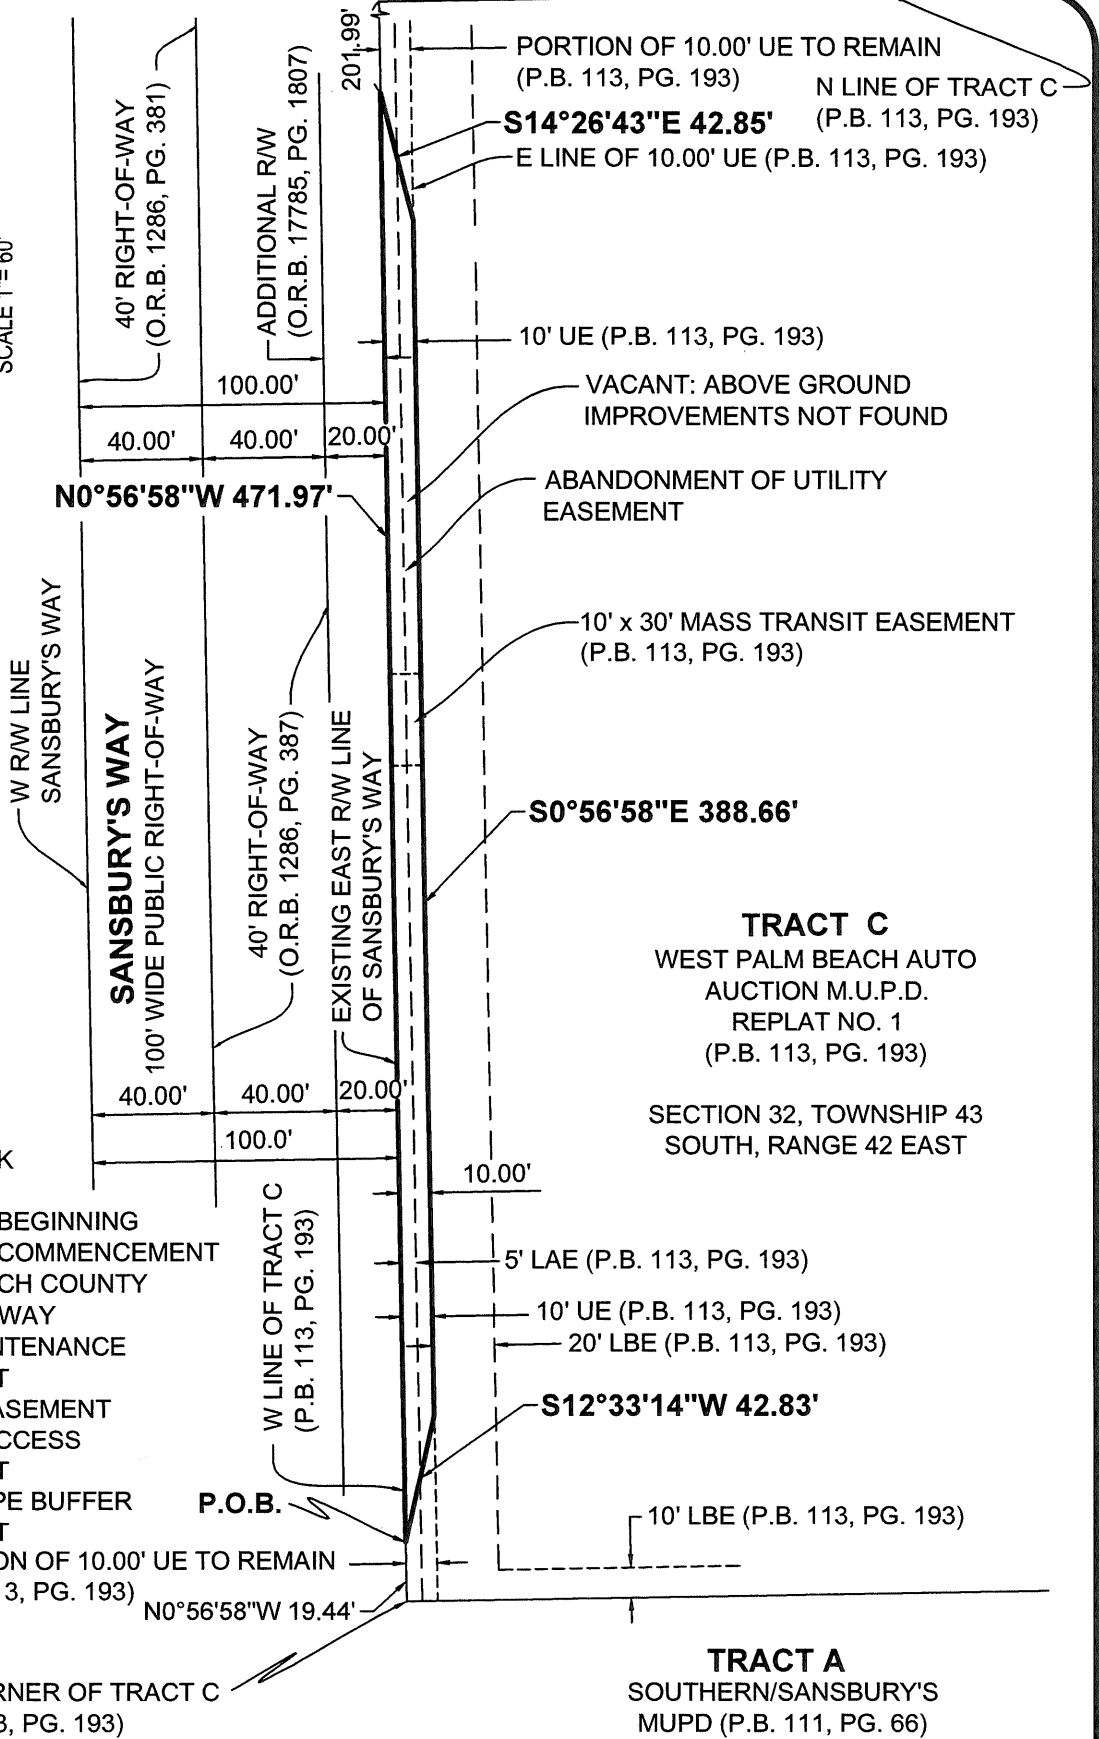 201.99'
PORTION OF 10.00' UE TO REMAIN
(P.B. 113, PG. 193)
N LINE OF TRACT C
(P.B. 113, PG. 193)
S14°26'43"E 42.85'
E LINE OF 10.00' UE (P.B. 113, PG. 193)
40' RIGHT-OF-WAY
(O.R.B. 1286, PG. 381)
ADDITIONAL R/W
(O.R.B. 17785, PG. 1807)
SCALE 1"= 60'
10' UE (P.B. 113, PG. 193)
100.00'
VACANT: ABOVE GROUND
IMPROVEMENTS NOT FOUND
40.00'
40.00'
20.00'
N0°56'58"W 471.97'
ABANDONMENT OF UTILITY
EASEMENT
10' x 30' MASS TRANSIT EASEMENT
(P.B. 113, PG. 193)
W R/W LINE
SANSBURY'S WAY
SANSBURY'S WAY
100' WIDE PUBLIC RIGHT-OF-WAY
40' RIGHT-OF-WAY
(O.R.B. 1286, PG. 387)
EXISTING EAST R/W LINE
OF SANSBURY'S WAY
S0°56'58"E 388.66'
TRACT C
WEST PALM BEACH AUTO
AUCTION M.U.P.D.
REPLAT NO. 1
(P.B. 113, PG. 193)
SECTION 32, TOWNSHIP 43
SOUTH, RANGE 42 EAST
40.00'
40.00'
20.00'
100.0'
10.00'
K
BEGINNING
COMMENCEMENT
CH COUNTY
WAY
NTENANCE
T
ASEMENT
CCESS
T
PE BUFFER
T
W LINE OF TRACT C
(P.B. 113, PG. 193)
5' LAE (P.B. 113, PG. 193)
10' UE (P.B. 113, PG. 193)
20' LBE (P.B. 113, PG. 193)
S12°33'14"W 42.83'
P.O.B.
10' LBE (P.B. 113, PG. 193)
ON OF 10.00' UE TO REMAIN
13, PG. 193)
N0°56'58"W 19.44'
RNER OF TRACT C
3, PG. 193)
TRACT A
SOUTHERN/SANSBURY'S
MUPD (P.B. 111, PG. 66)